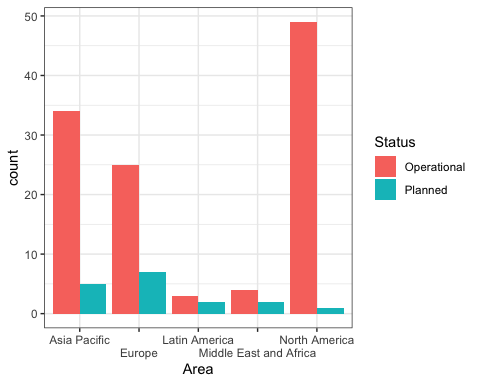 50
40
30
20
10
0
count
Asia Pacific
Europe
Latin America
Middle East and Africa
North America
Area
Status
Operational
Planned